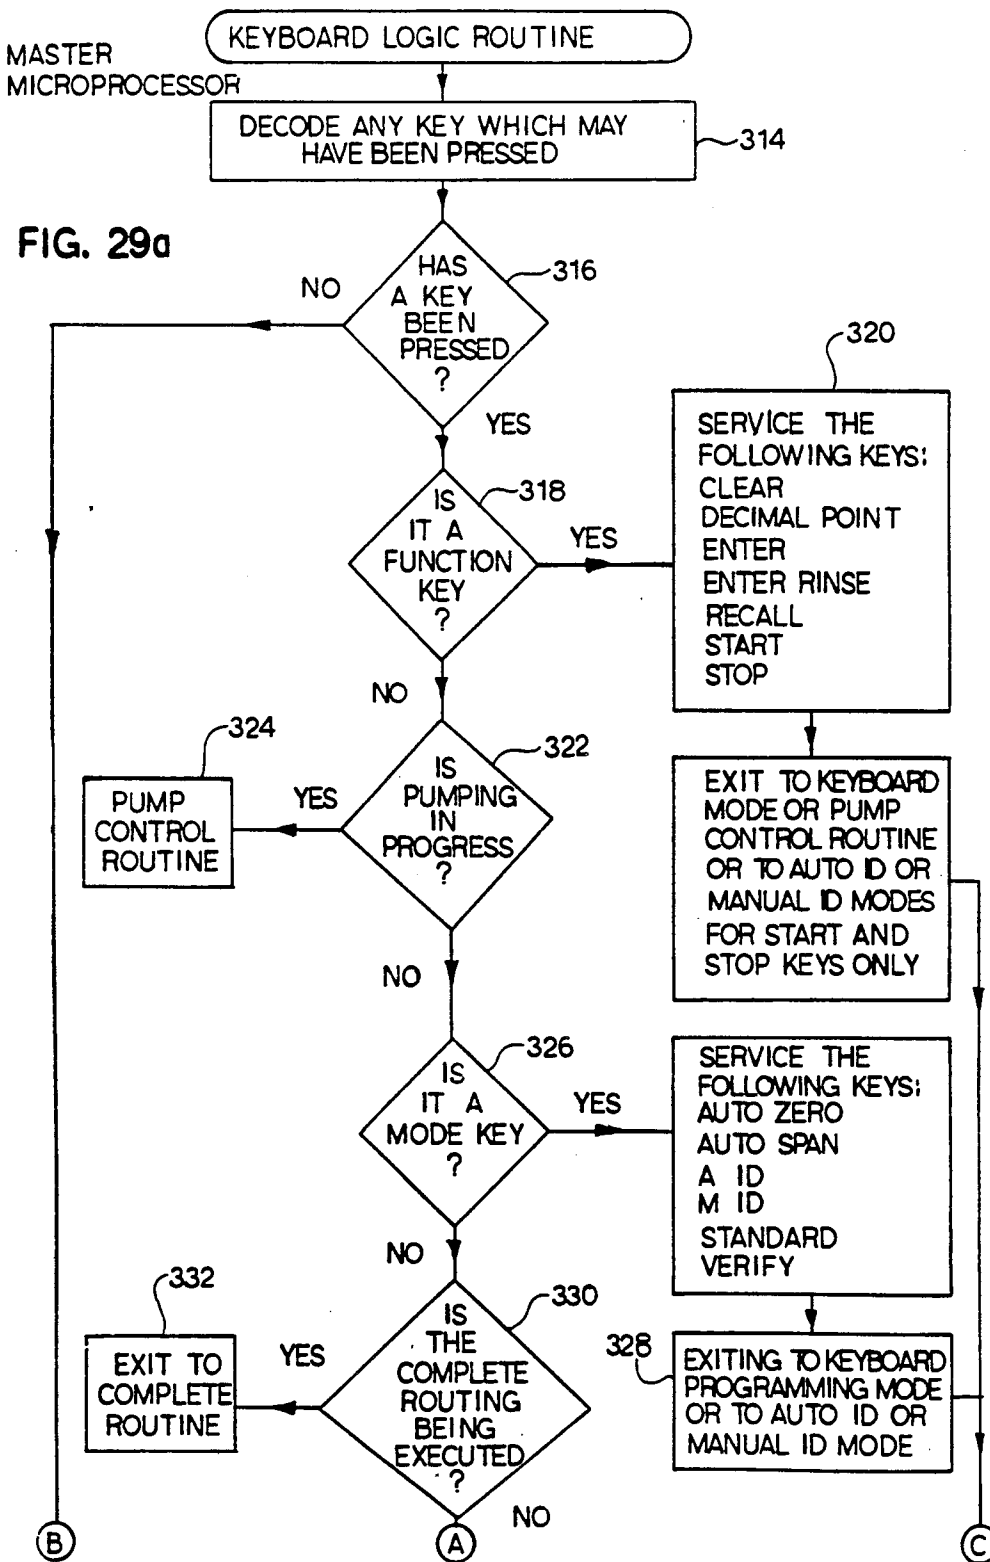 KEYBOARD LOGIC ROUTINE
MASTER
MICROPROCESSOR
DECODE ANY KEY WHICH MAY
HAVE BEEN PRESSED
314
FIG. 29a
HAS
A KEY
BEEN
PRESSED
?
316
NO
YES
320
SERVICE THE
FOLLOWING KEYS:
CLEAR
DECIMAL POINT
ENTER
ENTER RINSE
RECALL
START
STOP
IS
IT A
FUNCTION
KEY
?
318
YES
NO
324
PUMP
CONTROL
ROUTINE
YES
IS
PUMPING
IN
PROGRESS
?
322
NO
EXIT TO KEYBOARD
MODE OR PUMP
CONTROL ROUTINE
OR TO AUTO ID OR
MANUAL ID MODES
FOR START AND
STOP KEYS ONLY
IS
IT A
MODE KEY
?
326
YES
NO
SERVICE THE
FOLLOWING KEYS:
AUTO ZERO
AUTO SPAN
A ID
M ID
STANDARD
VERIFY
332
EXIT TO
COMPLETE
ROUTINE
YES
IS
THE
COMPLETE
ROUTING
BEING
EXECUTED
?
330
NO
328
EXITING TO KEYBOARD
PROGRAMMING MODE
OR TO AUTO ID OR
MANUAL ID MODE
B
A
C